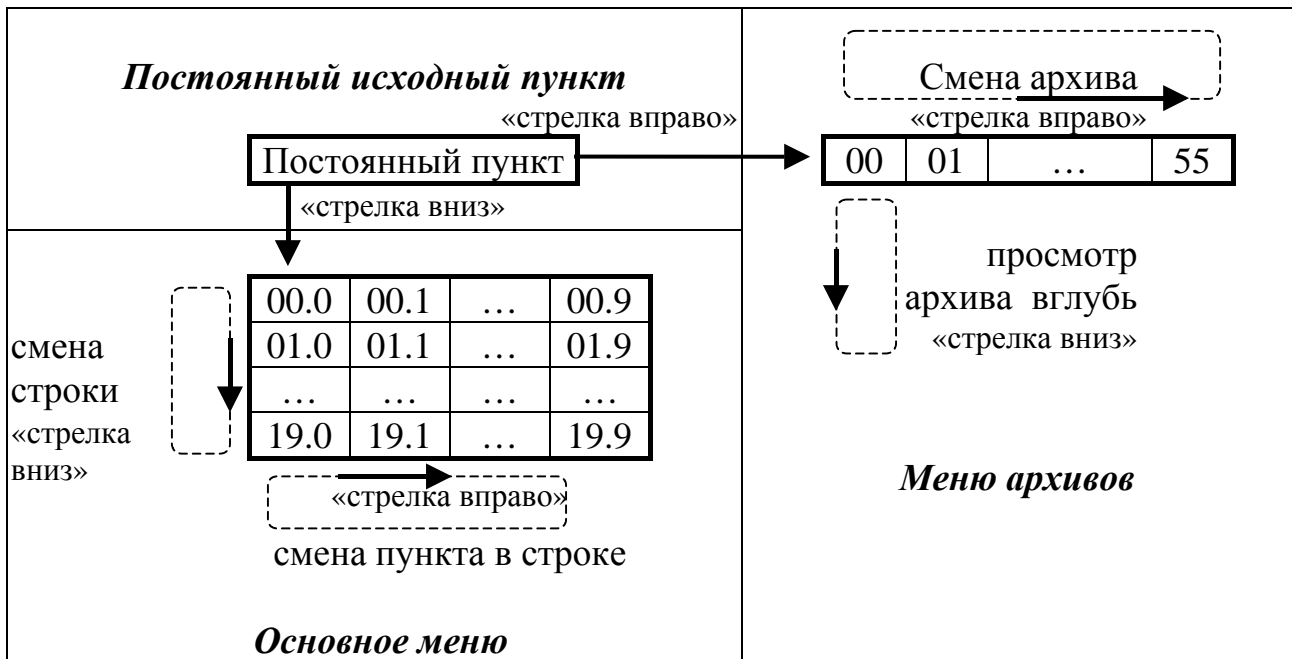 Постоянный исходный пункт
«стрелка вправо»
Постоянный пункт
«стрелка вниз»
Смена архива
«стрелка вправо»
00 01 … 55
просмотр
архива вглубь
«стрелка вниз»
Меню архивов
смена
строки
«стрелка
вниз»
00.0 00.1 … 00.9
01.0 01.1 … 01.9
… … … …
19.0 19.1 … 19.9
«стрелка вправо»
смена пункта в строке
Основное меню